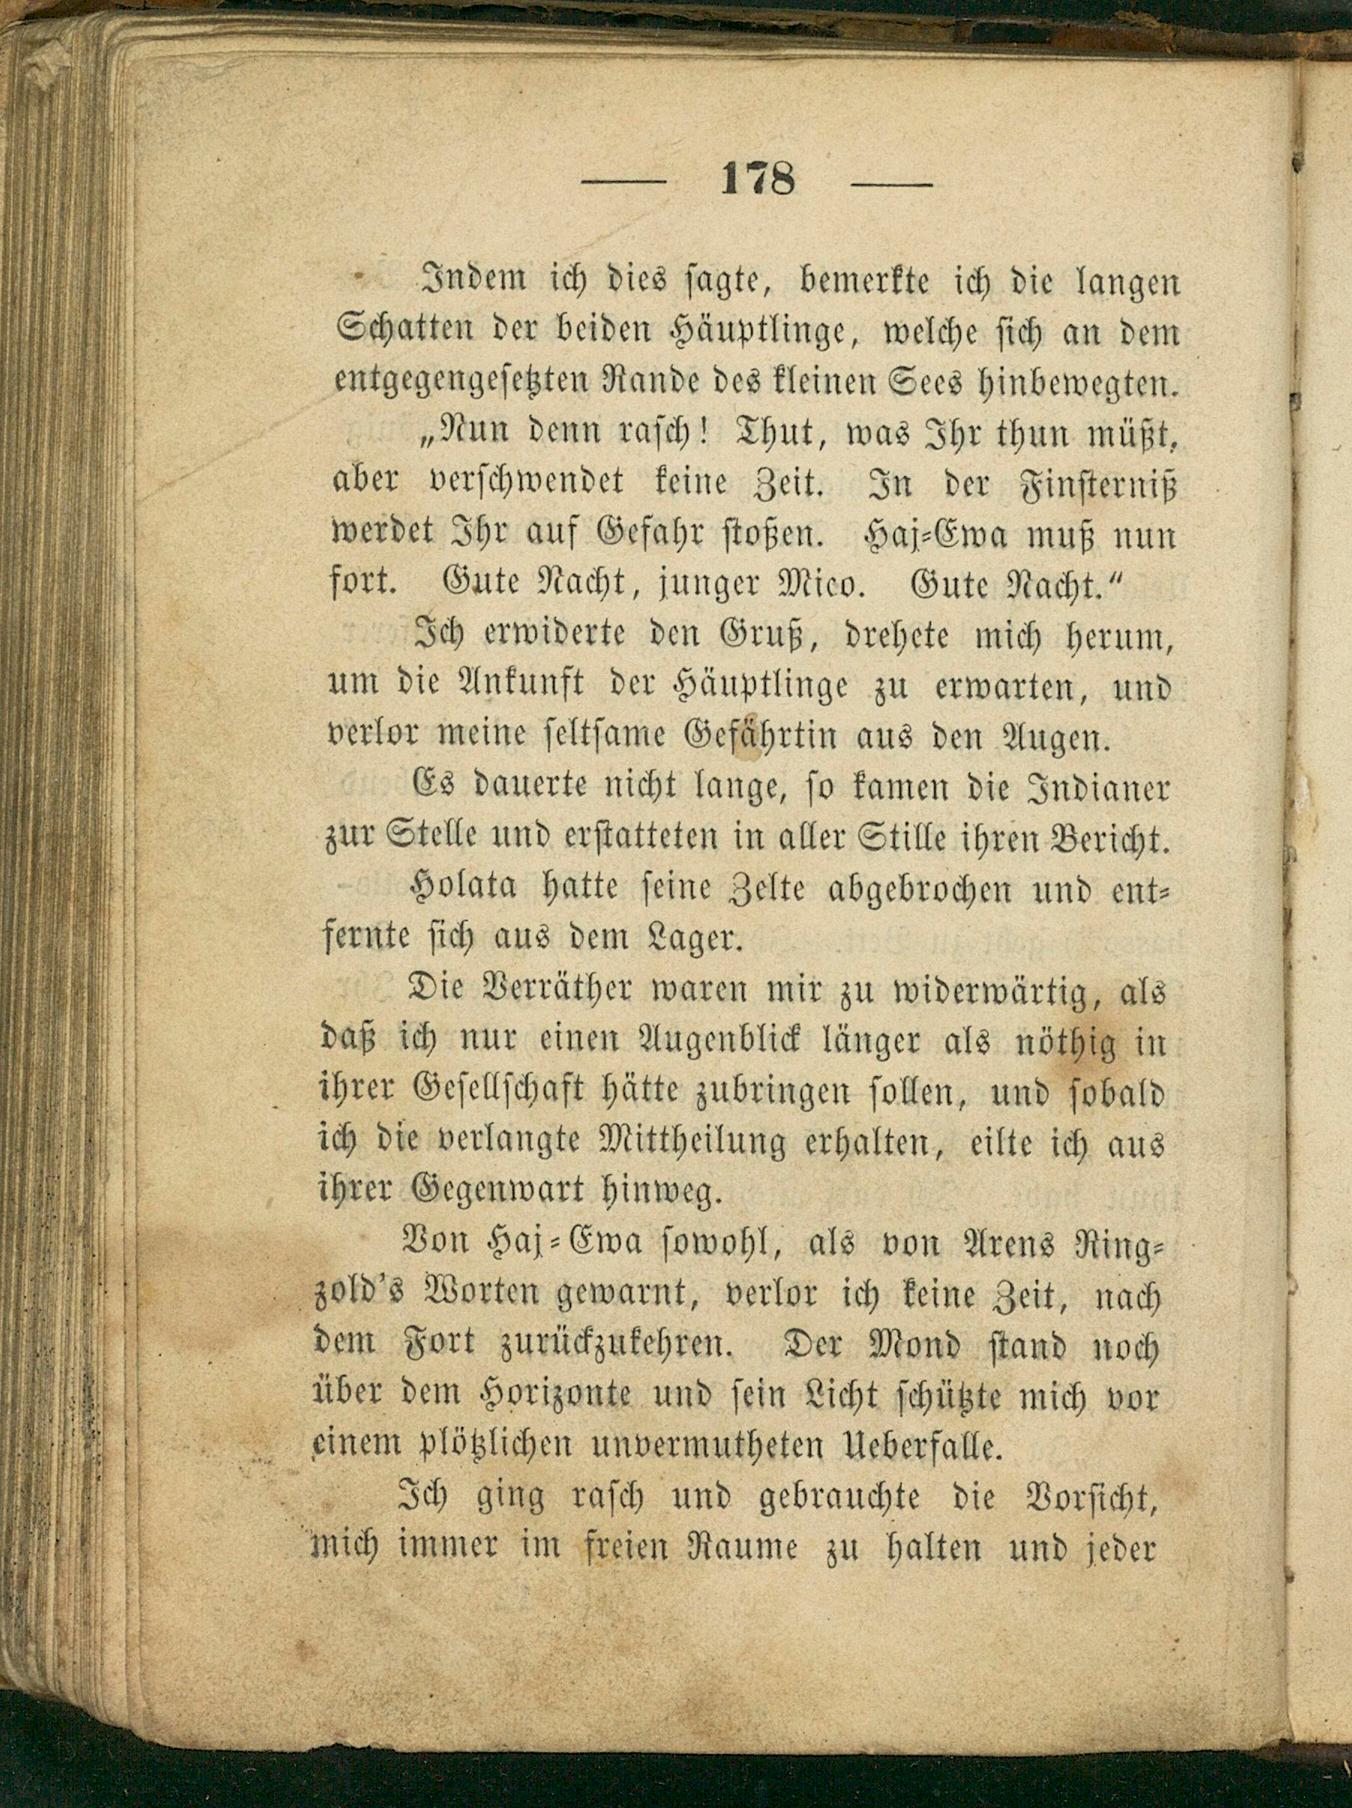 — 178 —
Indem ich dies sagte, bemerkte ich die langen
Schatten der beiden Häuptlinge, welche sich an dem
entgegengesetzten Rande des kleinen Sees hinbewegten.
„Nun denn rasch! Thut, was Ihr thun müßt,
aber verschwendet keine Zeit. In der Finsterniß
werdet Ihr auf Gefahr stoßen. Haj-Ewa muß nun
fort. Gute Nacht, junger Mico. Gute Nacht.“
Ich erwiderte den Gruß, drehete mich herum,
um die Ankunft der Häuptlinge zu erwarten, und
verlor meine seltsame Gefährtin aus den Augen.
Es dauerte nicht lange, so kamen die Indianer
zur Stelle und erstatteten in aller Stille ihren Bericht.
Holata hatte seine Zelte abgebrochen und ent-
fernte sich aus dem Lager.
Die Verräther waren mir zu widerwärtig, als
daß ich nur einen Augenblick länger als nöthig in
ihrer Gesellschaft hätte zubringen sollen, und sobald
ich die verlangte Mittheilung erhalten, eilte ich aus
ihrer Gegenwart hinweg.
Von Haj-Ewa sowohl, als von Arens Ring-
zold's Worten gewarnt, verlor ich keine Zeit, nach
dem Fort zurückzukehren. Der Mond stand noch
über dem Horizonte und sein Licht schützte mich vor
einem plötzlichen unvermutheten Ueberfalle.
Ich ging rasch und gebrauchte die Vorsicht,
mich immer im freien Raume zu halten und jeder